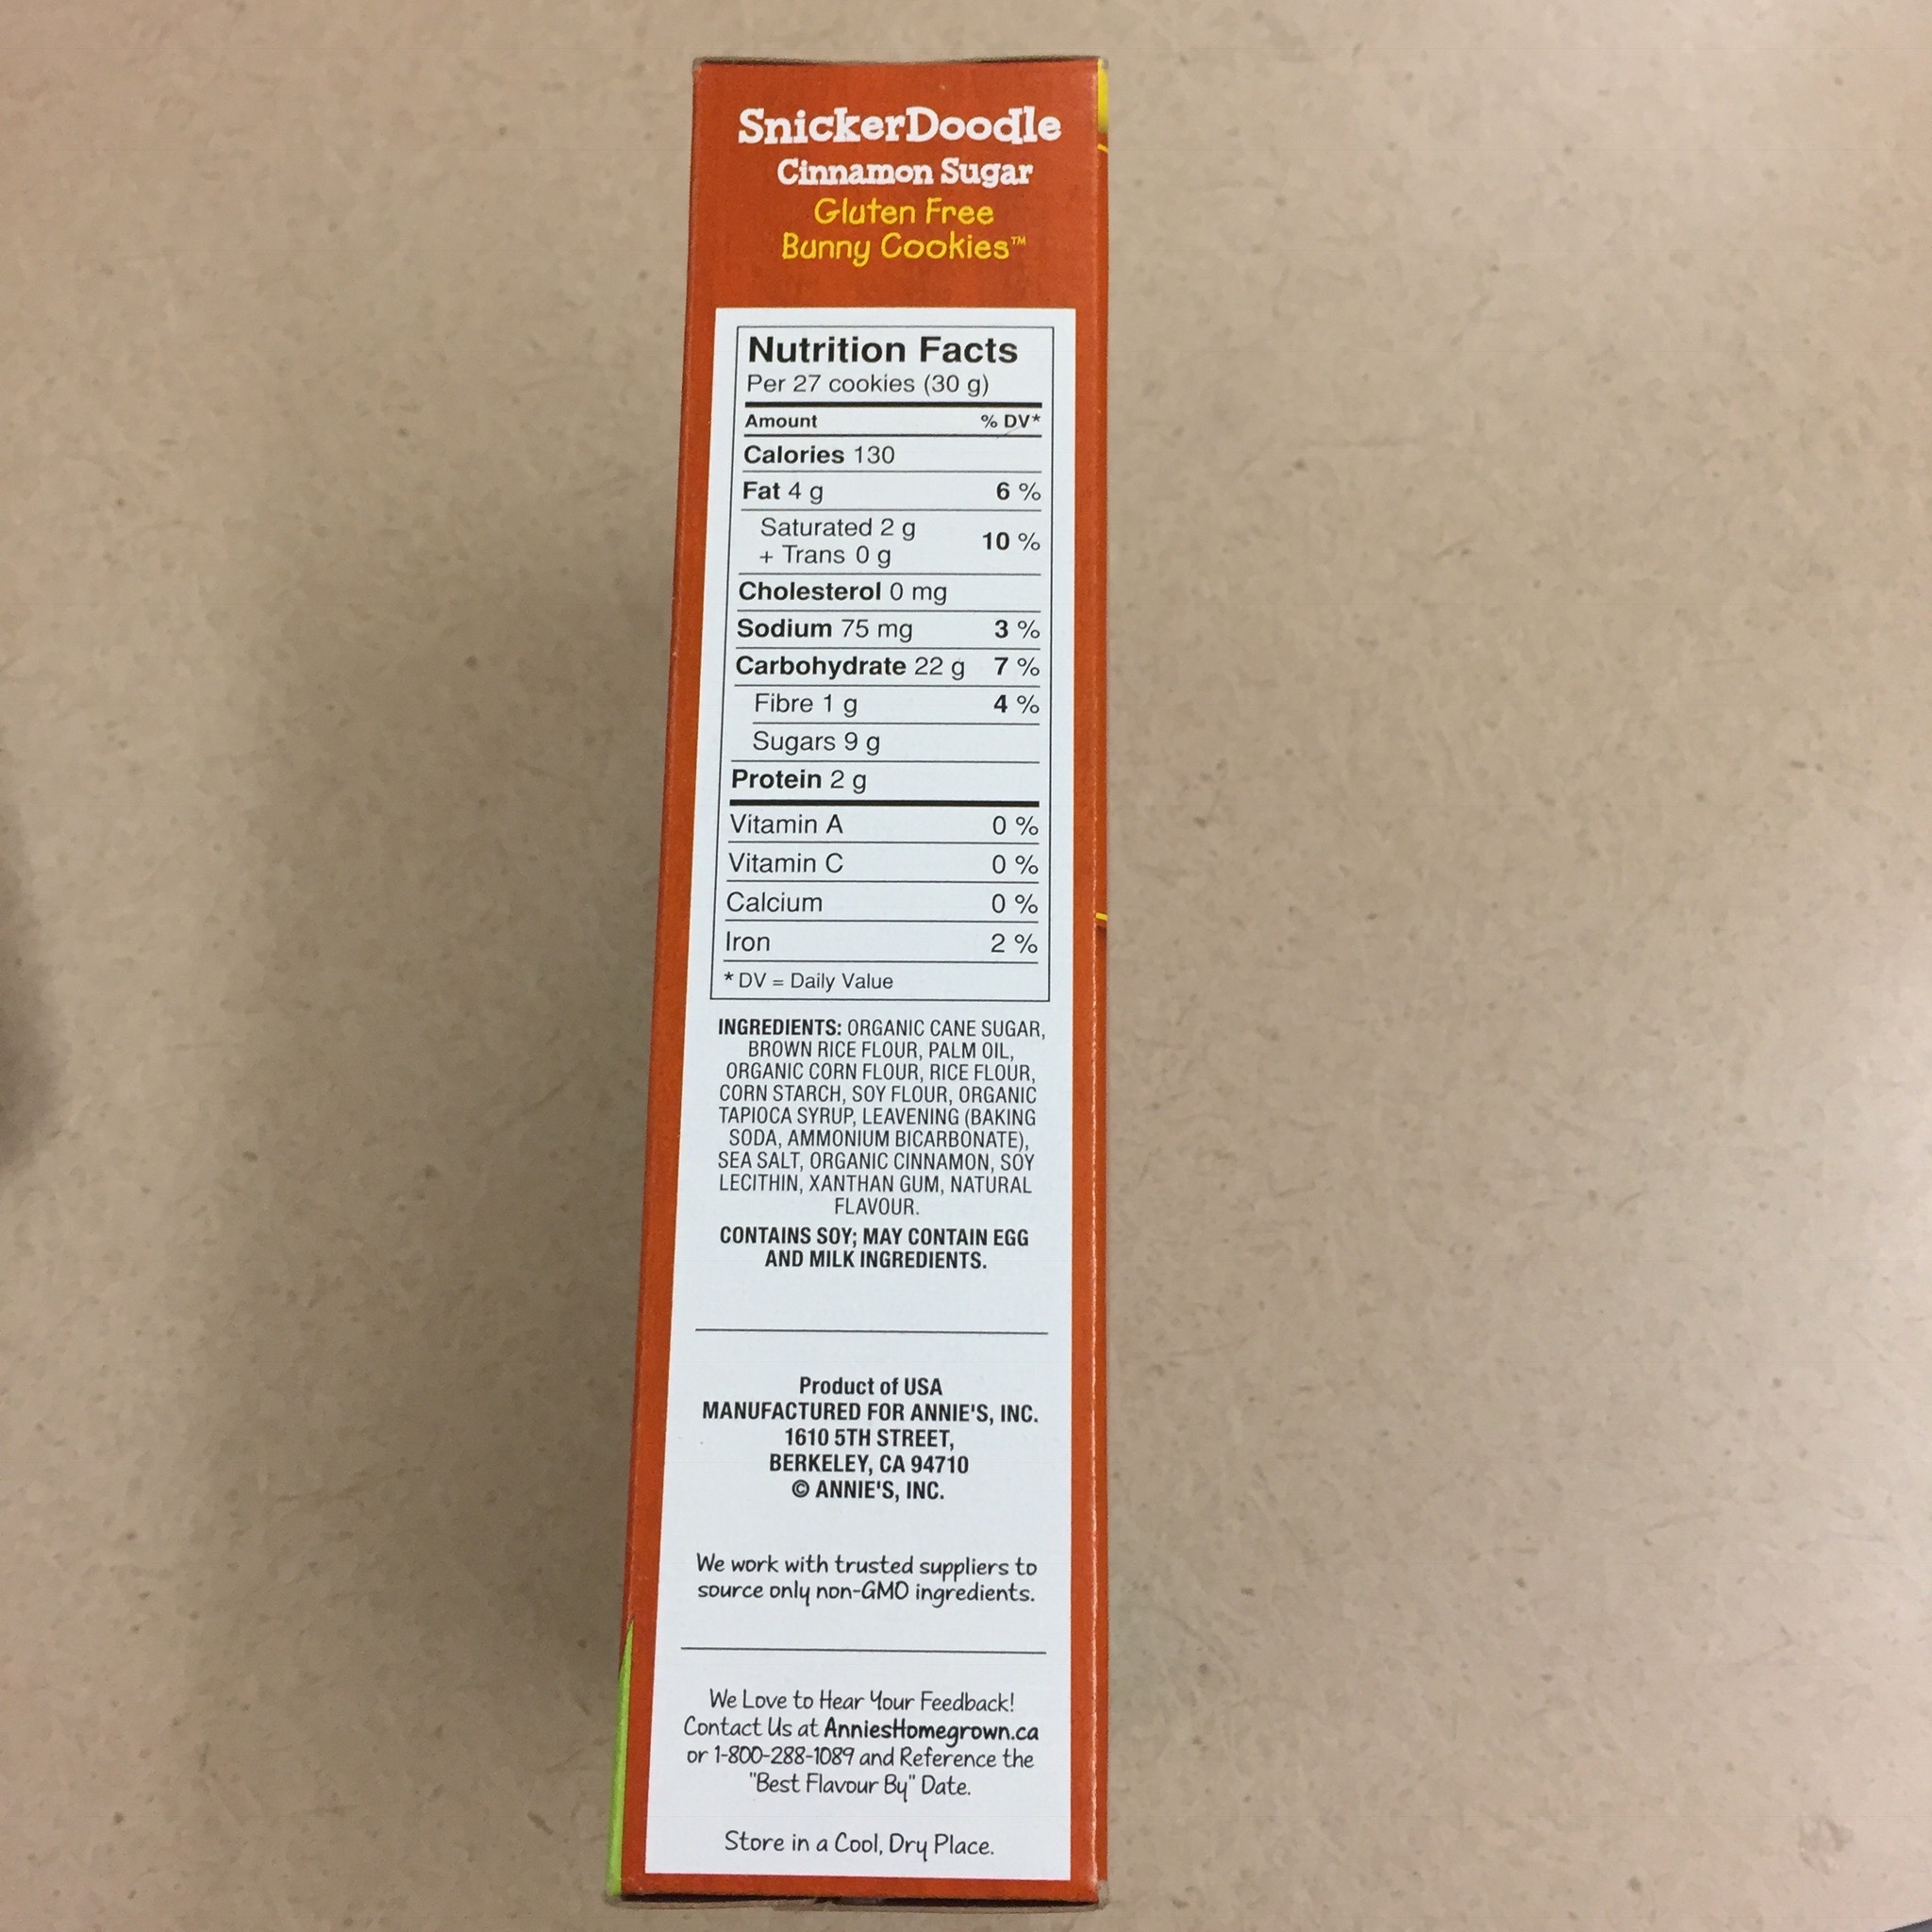 SnickerDoodle
Cinnamon Sugar
Gluten Free
Bunny Cookies™
Nutrition Facts
Per 27 cookies (30 g)
Amount % DV*
Calories 130
Fat 4 g 6 %
Saturated 2 g
+ Trans 0 g 10 %
Cholesterol 0 mg
Sodium 75 mg 3 %
Carbohydrate 22 g 7 %
Fibre 1 g 4 %
Sugars 9 g
Protein 2 g
Vitamin A 0 %
Vitamin C 0 %
Calcium 0 %
Iron 2 %
* DV = Daily Value
INGREDIENTS: ORGANIC CANE SUGAR,
BROWN RICE FLOUR, PALM OIL,
ORGANIC CORN FLOUR, RICE FLOUR,
CORN STARCH, SOY FLOUR, ORGANIC
TAPIOCA SYRUP, LEAVENING (BAKING
SODA, AMMONIUM BICARBONATE),
SEA SALT, ORGANIC CINNAMON, SOY
LECITHIN, XANTHAN GUM, NATURAL
FLAVOUR.
CONTAINS SOY; MAY CONTAIN EGG
AND MILK INGREDIENTS.
Product of USA
MANUFACTURED FOR ANNIE'S, INC.
1610 5TH STREET,
BERKELEY, CA 94710
© ANNIE'S, INC.
We work with trusted suppliers to
source only non-GMO ingredients.
We Love to Hear Your Feedback!
Contact Us at AnniesHomegrown.ca
or 1-800-288-1089 and Reference the
"Best Flavour By" Date.
Store in a Cool, Dry Place.